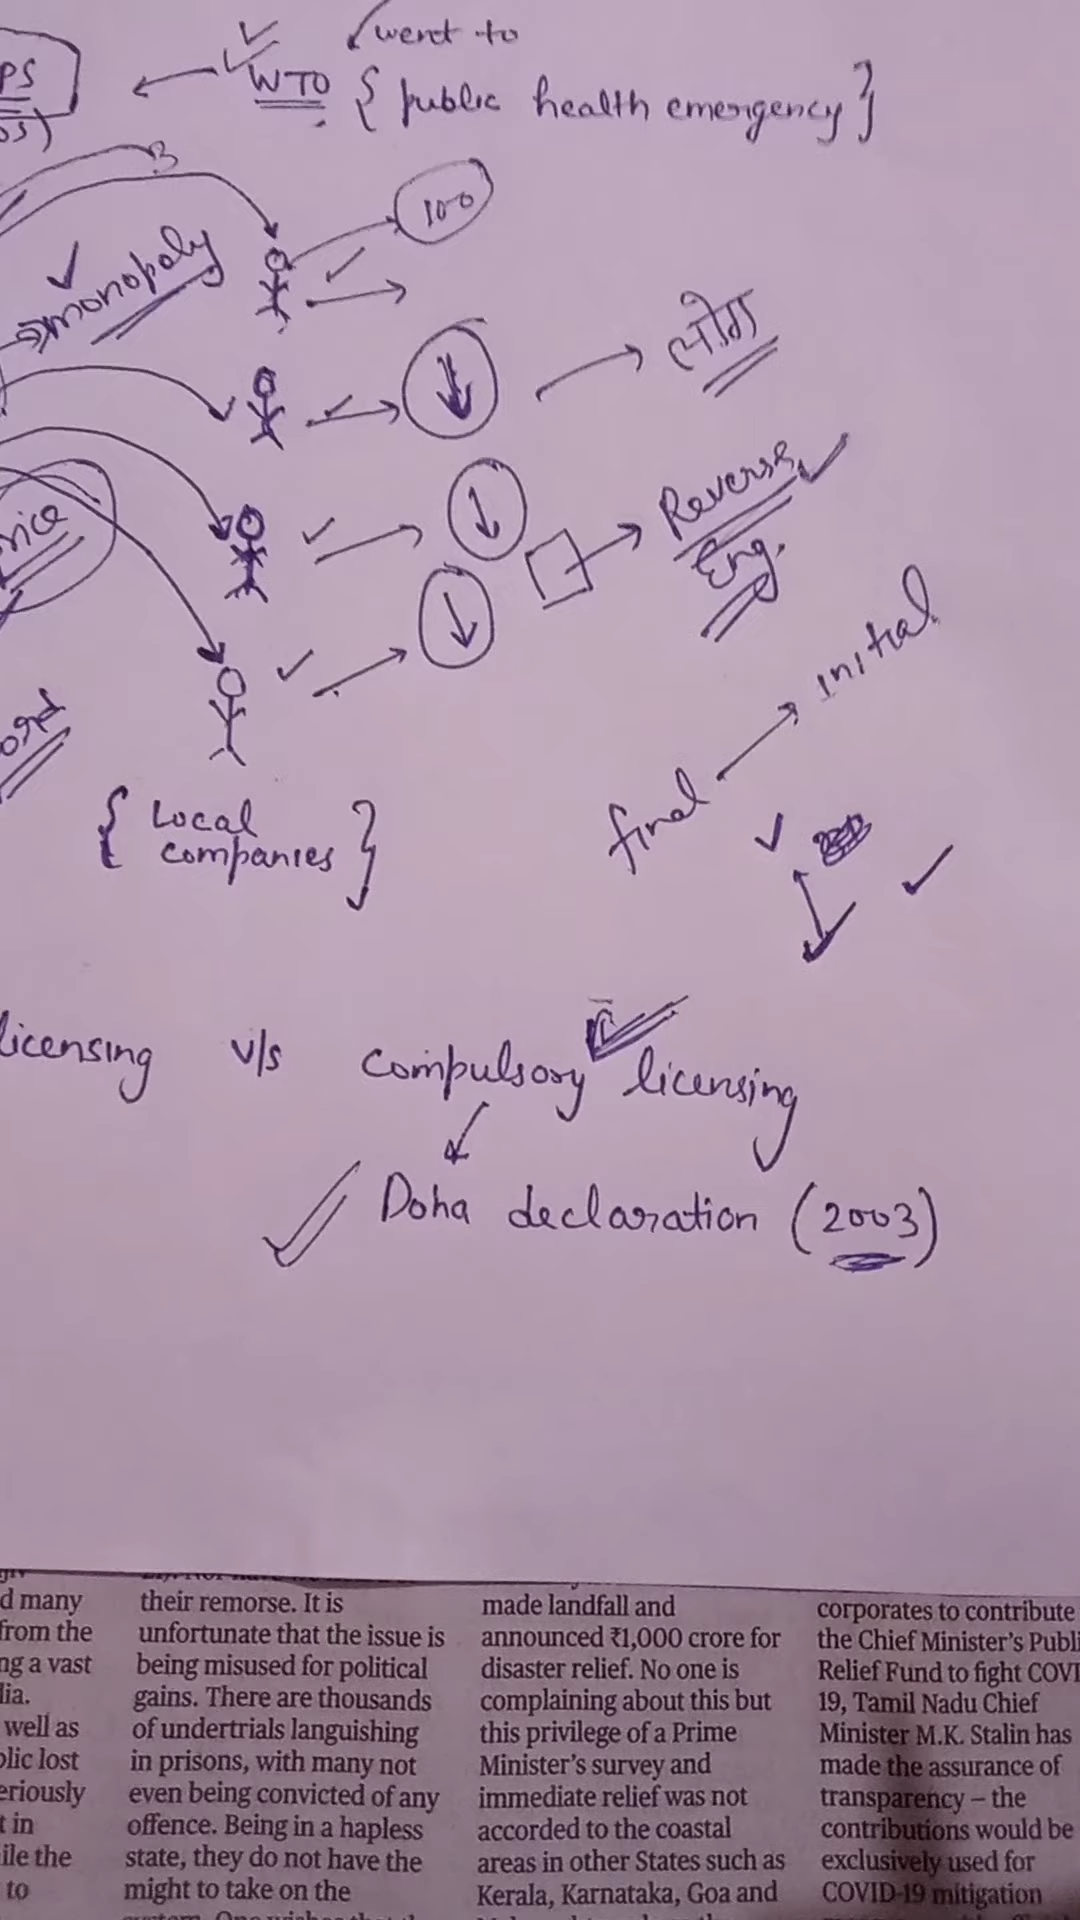 went to
PS
WTO { public health emergency }
os)
100
monopoly
लोग
Reverse
Eng.
rice
initial
final
{ Local
companies }
licensing v/s compulsory licensing
Doha declaration (2003)
d many
from the
ng a vast
lia.
well as
blic lost
eriously
t in
ile the
to
their remorse. It is
unfortunate that the issue is
being misused for political
gains. There are thousands
of undertrials languishing
in prisons, with many not
even being convicted of any
offence. Being in a hapless
state, they do not have the
might to take on the
made landfall and
announced ₹1,000 crore for
disaster relief. No one is
complaining about this but
this privilege of a Prime
Minister’s survey and
immediate relief was not
accorded to the coastal
areas in other States such as
Kerala, Karnataka, Goa and
corporates to contribute
the Chief Minister’s Publi
Relief Fund to fight COVI
19, Tamil Nadu Chief
Minister M.K. Stalin has
made the assurance of
transparency – the
contributions would be
exclusively used for
COVID-19 mitigation